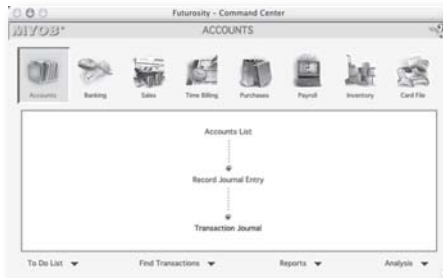 Futurosity - Command Center
MYOB
ACCOUNTS
Accounts Banking Sales Time Billing Purchases Payroll Inventory Card File
Accounts List
Record Journal Entry
Transaction Journal
To Do List Find Transactions Reports Analysis